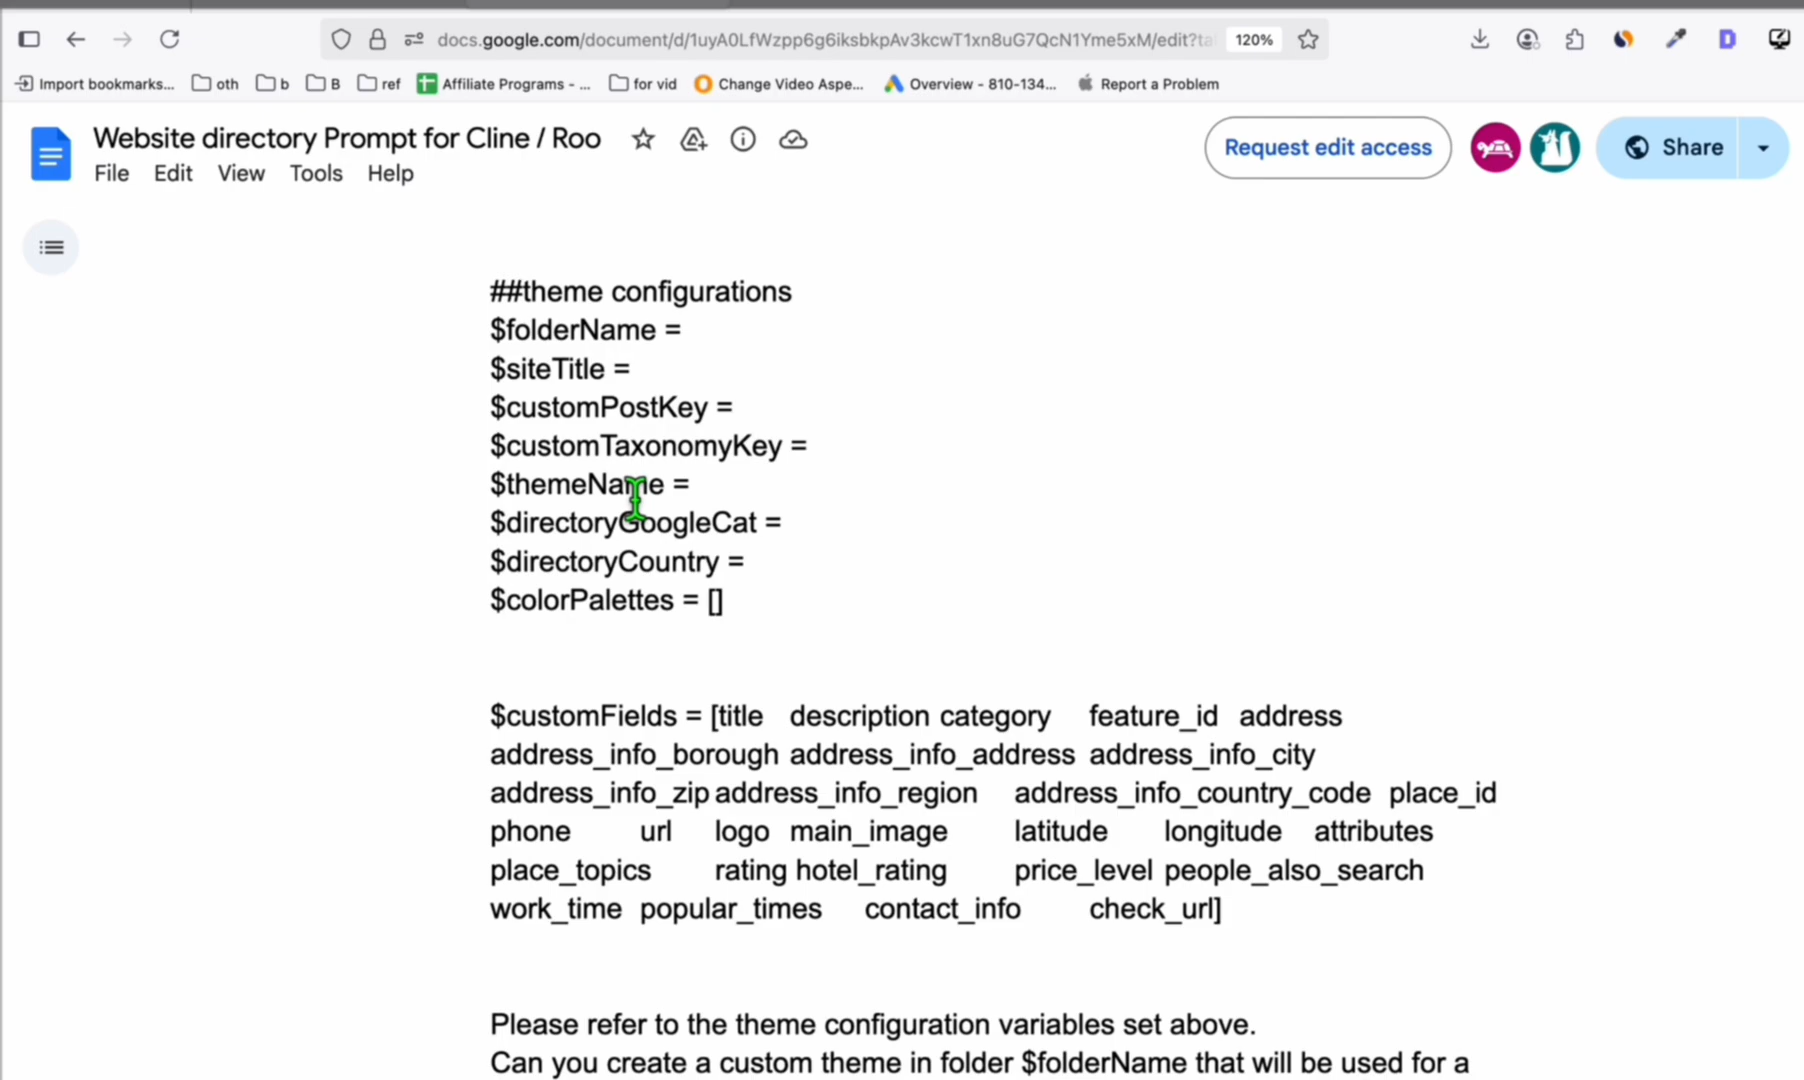 docs.google.com/document/d/1uyA0LfWzpp6g6iksbkpAv3kcwT1xn8uG7QcN1Yme5xM/edit?ta 120%
Import bookmarks... oth b B ref Affiliate Programs - ... for vid Change Video Aspe... Overview - 810-134... Report a Problem
Website directory Prompt for Cline / Roo
File Edit View Tools Help
Request edit access Share
##theme configurations
$folderName =
$siteTitle =
$customPostKey =
$customTaxonomyKey =
$themeName =
$directoryGoogleCat =
$directoryCountry =
$colorPalettes = []
$customFields = [title description category feature_id address
address_info_borough address_info_address address_info_city
address_info_zip address_info_region address_info_country_code place_id
phone url logo main_image latitude longitude attributes
place_topics rating hotel_rating price_level people_also_search
work_time popular_times contact_info check_url]
Please refer to the theme configuration variables set above.
Can you create a custom theme in folder $folderName that will be used for a